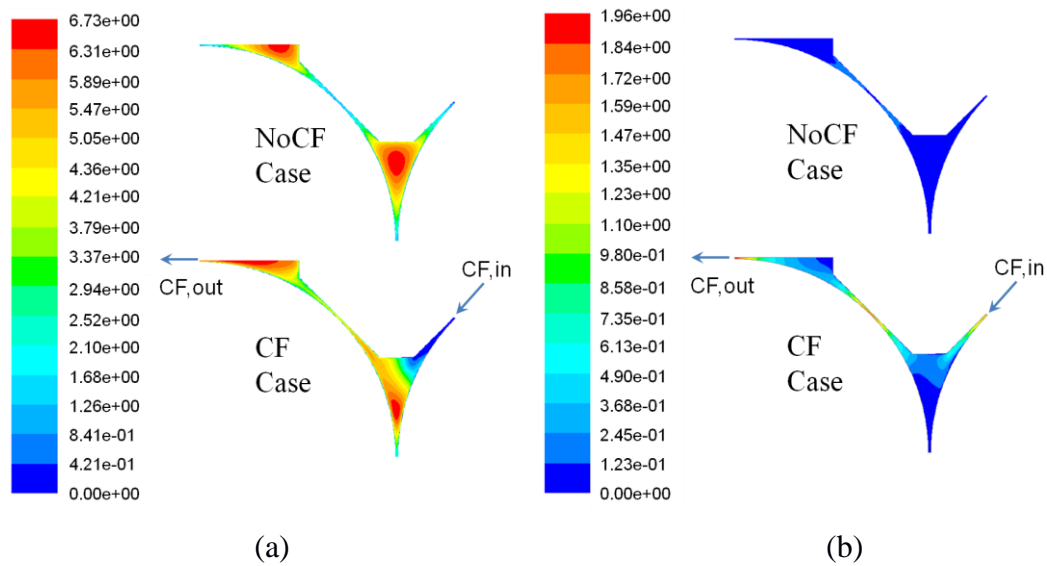 6.73e+00
6.31e+00
5.89e+00
5.47e+00
5.05e+00
4.36e+00
4.21e+00
3.79e+00
3.37e+00
2.94e+00
2.52e+00
2.10e+00
1.68e+00
1.26e+00
8.41e-01
4.21e-01
0.00e+00
NoCF
Case
CF,out
CF,in
CF
Case
(a)
1.96e+00
1.84e+00
1.72e+00
1.59e+00
1.47e+00
1.35e+00
1.23e+00
1.10e+00
9.80e-01
8.58e-01
7.35e-01
6.13e-01
4.90e-01
3.68e-01
2.45e-01
1.23e-01
0.00e+00
NoCF
Case
CF,out
CF,in
CF
Case
(b)